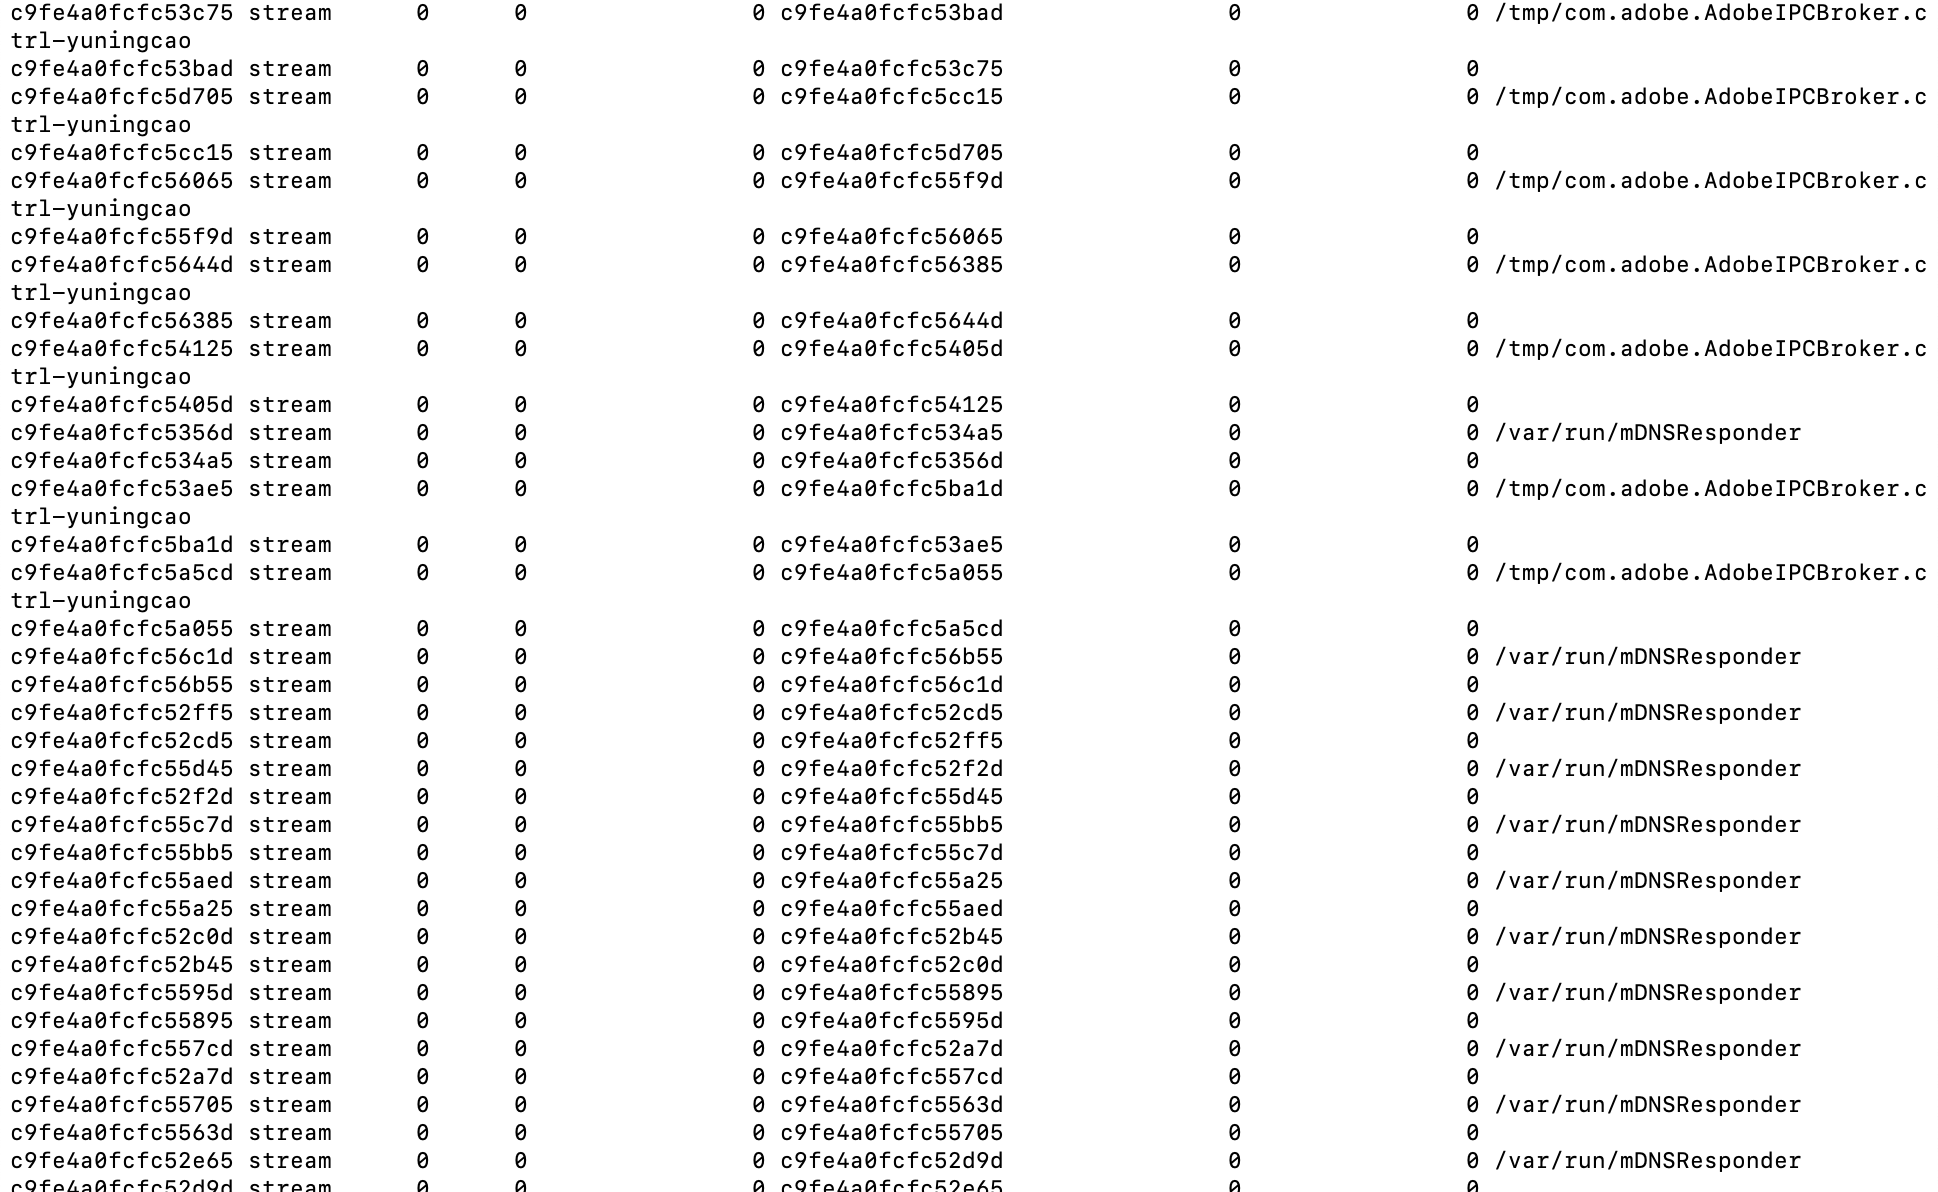 c9fe4a0fcfc53c75 stream 0 0 0 c9fe4a0fcfc53bad 0 0 /tmp/com.adobe.AdobeIPCBroker.c
trl-yuningcao
c9fe4a0fcfc53bad stream 0 0 0 c9fe4a0fcfc53c75 0 0
c9fe4a0fcfc5d705 stream 0 0 0 c9fe4a0fcfc5cc15 0 0 /tmp/com.adobe.AdobeIPCBroker.c
trl-yuningcao
c9fe4a0fcfc5cc15 stream 0 0 0 c9fe4a0fcfc5d705 0 0
c9fe4a0fcfc56065 stream 0 0 0 c9fe4a0fcfc55f9d 0 0 /tmp/com.adobe.AdobeIPCBroker.c
trl-yuningcao
c9fe4a0fcfc55f9d stream 0 0 0 c9fe4a0fcfc56065 0 0
c9fe4a0fcfc5644d stream 0 0 0 c9fe4a0fcfc56385 0 0 /tmp/com.adobe.AdobeIPCBroker.c
trl-yuningcao
c9fe4a0fcfc56385 stream 0 0 0 c9fe4a0fcfc5644d 0 0
c9fe4a0fcfc54125 stream 0 0 0 c9fe4a0fcfc5405d 0 0 /tmp/com.adobe.AdobeIPCBroker.c
trl-yuningcao
c9fe4a0fcfc5405d stream 0 0 0 c9fe4a0fcfc54125 0 0
c9fe4a0fcfc5356d stream 0 0 0 c9fe4a0fcfc534a5 0 0 /var/run/mDNSResponder
c9fe4a0fcfc534a5 stream 0 0 0 c9fe4a0fcfc5356d 0 0
c9fe4a0fcfc53ae5 stream 0 0 0 c9fe4a0fcfc5ba1d 0 0 /tmp/com.adobe.AdobeIPCBroker.c
trl-yuningcao
c9fe4a0fcfc5ba1d stream 0 0 0 c9fe4a0fcfc53ae5 0 0
c9fe4a0fcfc5a5cd stream 0 0 0 c9fe4a0fcfc5a055 0 0 /tmp/com.adobe.AdobeIPCBroker.c
trl-yuningcao
c9fe4a0fcfc5a055 stream 0 0 0 c9fe4a0fcfc5a5cd 0 0
c9fe4a0fcfc56c1d stream 0 0 0 c9fe4a0fcfc56b55 0 0 /var/run/mDNSResponder
c9fe4a0fcfc56b55 stream 0 0 0 c9fe4a0fcfc56c1d 0 0
c9fe4a0fcfc52ff5 stream 0 0 0 c9fe4a0fcfc52cd5 0 0 /var/run/mDNSResponder
c9fe4a0fcfc52cd5 stream 0 0 0 c9fe4a0fcfc52ff5 0 0
c9fe4a0fcfc55d45 stream 0 0 0 c9fe4a0fcfc52f2d 0 0 /var/run/mDNSResponder
c9fe4a0fcfc52f2d stream 0 0 0 c9fe4a0fcfc55d45 0 0
c9fe4a0fcfc55c7d stream 0 0 0 c9fe4a0fcfc55bb5 0 0 /var/run/mDNSResponder
c9fe4a0fcfc55bb5 stream 0 0 0 c9fe4a0fcfc55c7d 0 0
c9fe4a0fcfc55aed stream 0 0 0 c9fe4a0fcfc55a25 0 0 /var/run/mDNSResponder
c9fe4a0fcfc55a25 stream 0 0 0 c9fe4a0fcfc55aed 0 0
c9fe4a0fcfc52c0d stream 0 0 0 c9fe4a0fcfc52b45 0 0 /var/run/mDNSResponder
c9fe4a0fcfc52b45 stream 0 0 0 c9fe4a0fcfc52c0d 0 0
c9fe4a0fcfc5595d stream 0 0 0 c9fe4a0fcfc55895 0 0 /var/run/mDNSResponder
c9fe4a0fcfc55895 stream 0 0 0 c9fe4a0fcfc5595d 0 0
c9fe4a0fcfc557cd stream 0 0 0 c9fe4a0fcfc52a7d 0 0 /var/run/mDNSResponder
c9fe4a0fcfc52a7d stream 0 0 0 c9fe4a0fcfc557cd 0 0
c9fe4a0fcfc55705 stream 0 0 0 c9fe4a0fcfc5563d 0 0 /var/run/mDNSResponder
c9fe4a0fcfc5563d stream 0 0 0 c9fe4a0fcfc55705 0 0
c9fe4a0fcfc52e65 stream 0 0 0 c9fe4a0fcfc52d9d 0 0 /var/run/mDNSResponder
c9fe4a0fcfc52d9d stream 0 0 0 c9fe4a0fcfc52e65 0 0